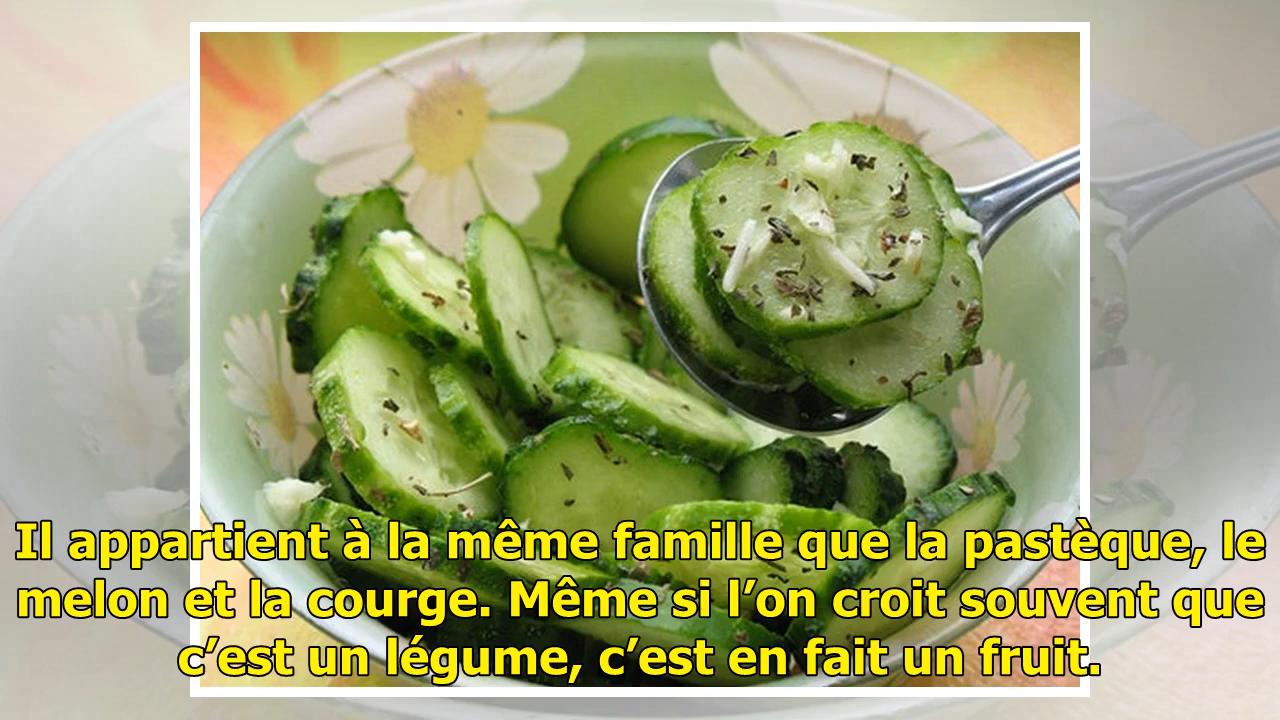 Il appartient à la même famille que la pastèque, le
melon et la courge. Même si l’on croit souvent que
c’est un légume, c’est en fait un fruit.